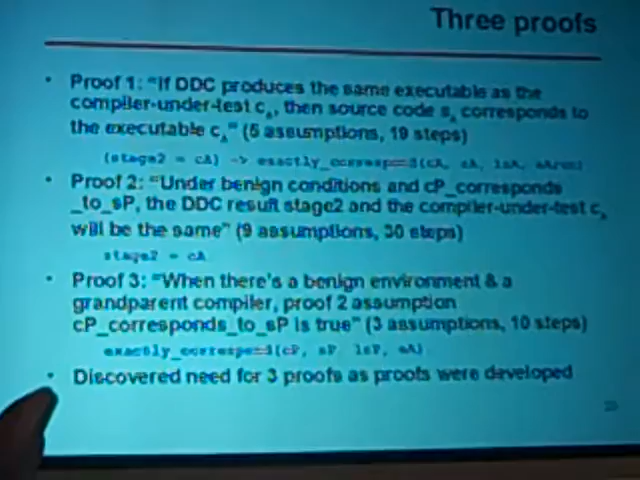 Three proofs
• Proof 1: "If DDC produces the same executable as the
compiler-under-test cA, then source code sA corresponds to
the executable cA" (5 assumptions, 19 steps)
(stage2 = cA) -> exactly_correspond(cA, sA, lsA,
• Proof 2: "Under benign conditions and cP_corresponds
_to_sP, the DDC result stage2 and the compiler-under-test cA
will be the same" (9 assumptions, 30 steps)
stage2 = cA
• Proof 3: "When there's a benign environment & a
grandparent compiler, proof 2 assumption
cP_corresponds_to_sP is true" (3 assumptions, 10 steps)
exactly_correspond(cP, sP, lsP, eA)
• Discovered need for 3 proofs as proofs were developed